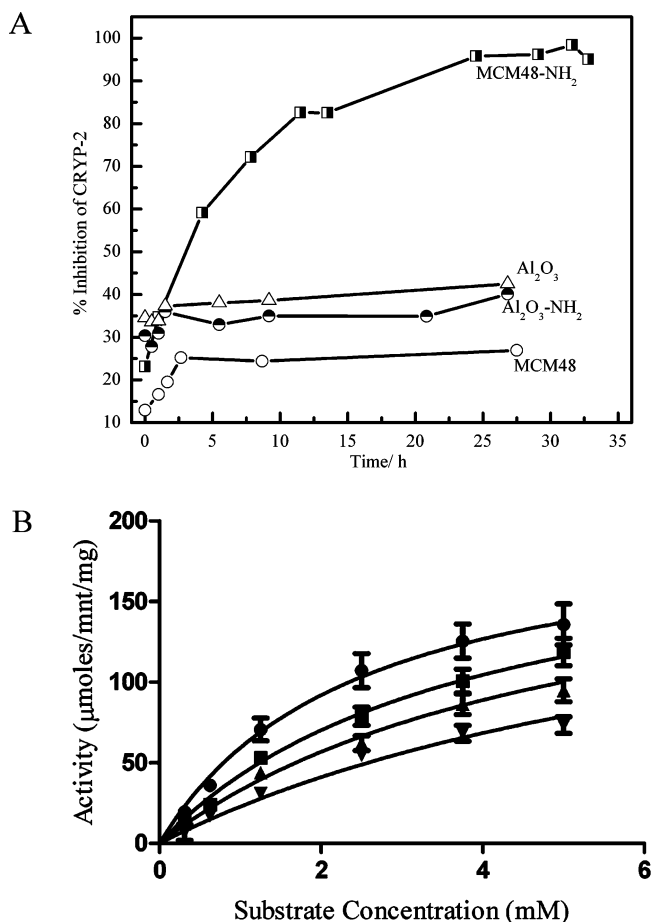 A
% Inhibition of CRYP-2
100
90
80
70
60
50
40
30
20
10
MCM48-NH₂
Al₂O₃
Al₂O₃-NH₂
MCM48
0 5 10 15 20 25 30 35
Time/ h
B
Activity (µmoles/mnt/mg)
200
150
100
50
0
0 2 4 6
Substrate Concentration (mM)